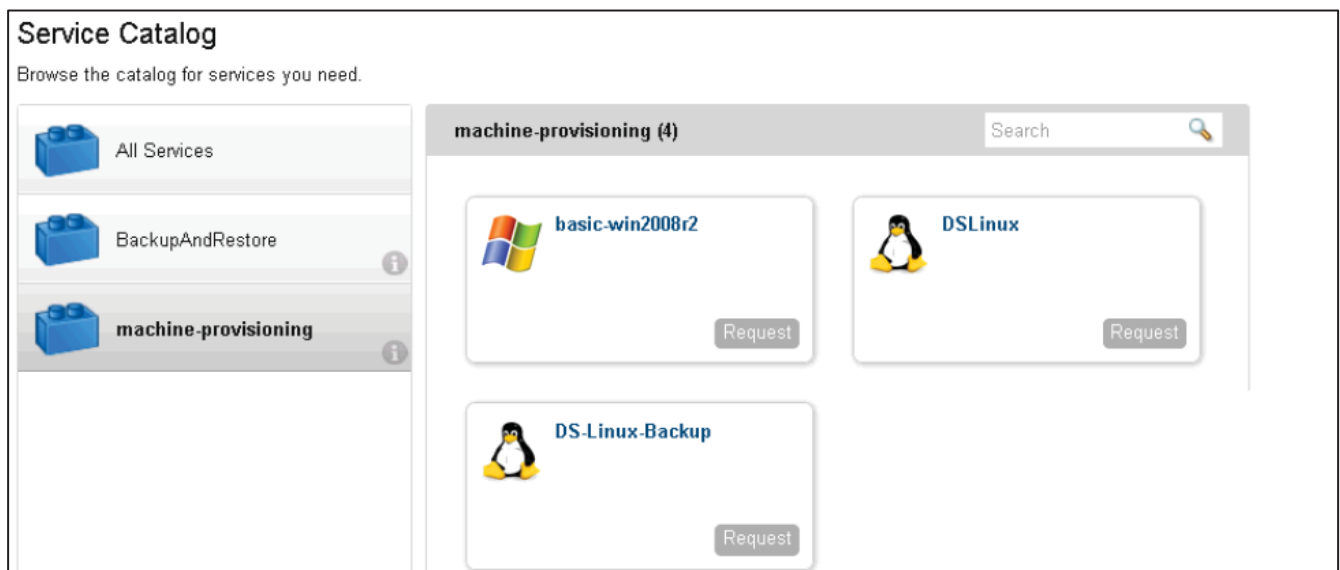 Service Catalog
Browse the catalog for services you need.
All Services
BackupAndRestore
machine-provisioning
machine-provisioning (4)
Search
basic-win2008r2
Request
DSLinux
Request
DS-Linux-Backup
Request